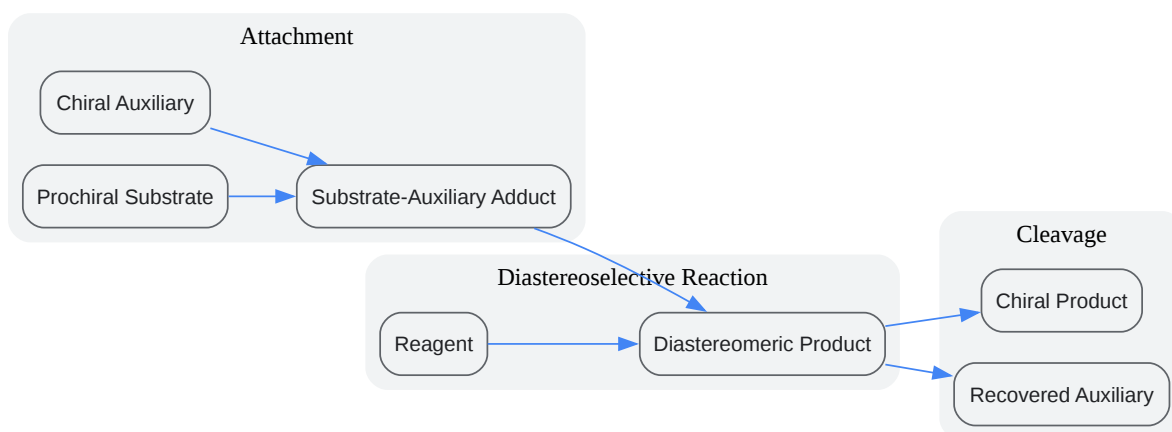 Attachment
Chiral Auxiliary
Prochiral Substrate
Substrate-Auxiliary Adduct
Diastereoselective Reaction
Reagent
Diastereomeric Product
Cleavage
Chiral Product
Recovered Auxiliary